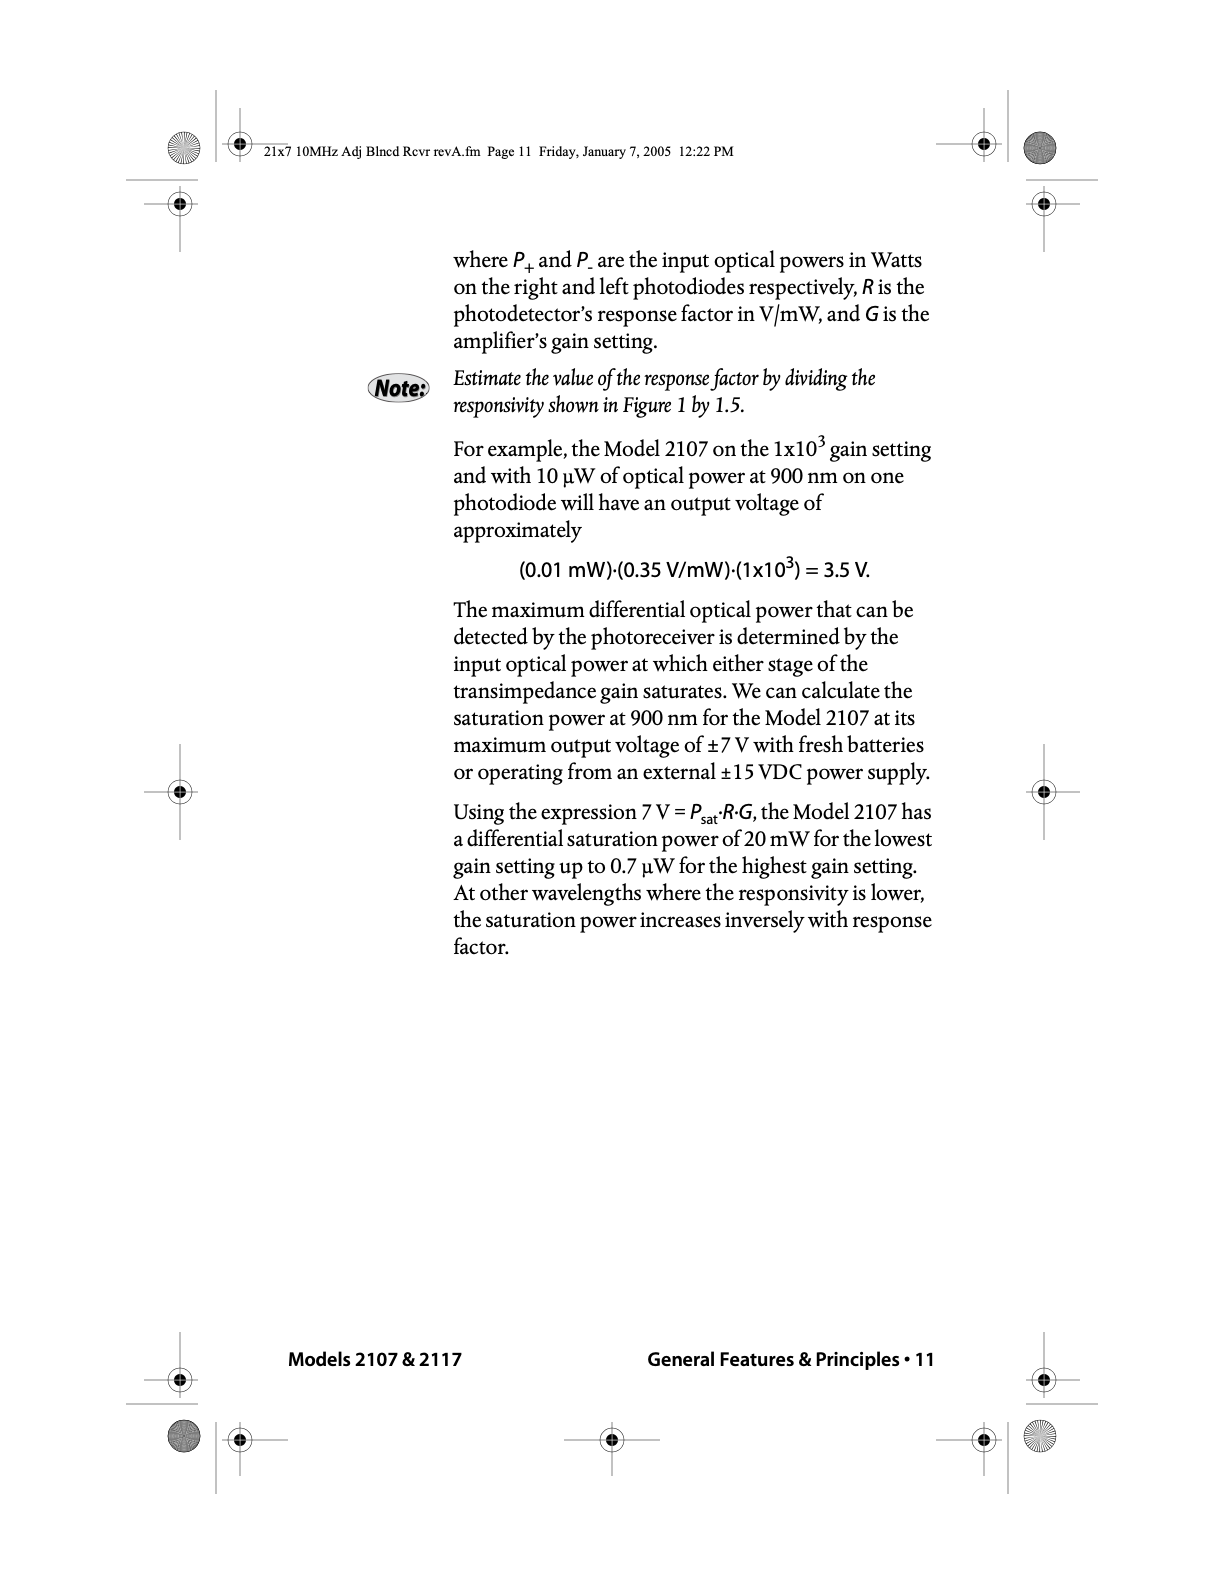 21x7 10MHz Adj Blncd Rcvr revA.fm  Page 11  Friday, January 7, 2005  12:22 PM
where P+ and P- are the input optical powers in Watts
on the right and left photodiodes respectively, R is the
photodetector’s response factor in V/mW, and G is the
amplifier’s gain setting.
Note:
Estimate the value of the response factor by dividing the
responsivity shown in Figure 1 by 1.5.
For example, the Model 2107 on the 1x10³ gain setting
and with 10 µW of optical power at 900 nm on one
photodiode will have an output voltage of
approximately
(0.01 mW)·(0.35 V/mW)·(1x10³) = 3.5 V.
The maximum differential optical power that can be
detected by the photoreceiver is determined by the
input optical power at which either stage of the
transimpedance gain saturates. We can calculate the
saturation power at 900 nm for the Model 2107 at its
maximum output voltage of ±7 V with fresh batteries
or operating from an external ±15 VDC power supply.
Using the expression 7 V = Psat·R·G, the Model 2107 has
a differential saturation power of 20 mW for the lowest
gain setting up to 0.7 µW for the highest gain setting.
At other wavelengths where the responsivity is lower,
the saturation power increases inversely with response
factor.
Models 2107 & 2117
General Features & Principles • 11